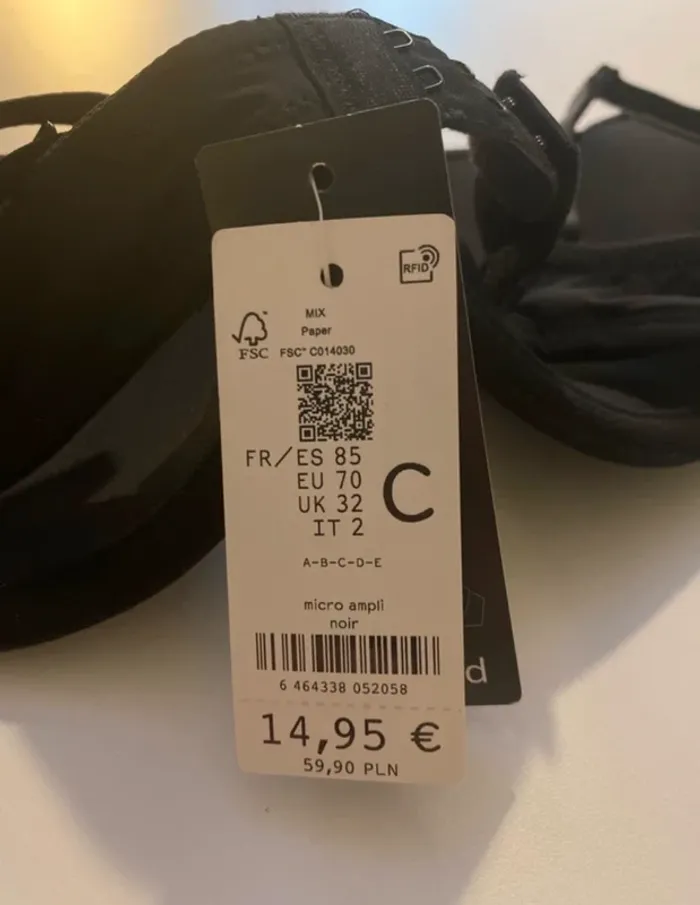 RFID
MIX
Paper
FSC
FSC™ C014030
FR/ES 85
EU 70
UK 32
IT 2
C
A-B-C-D-E
micro ampli
noir
6 464338 052058
d
14,95 €
59,90 PLN